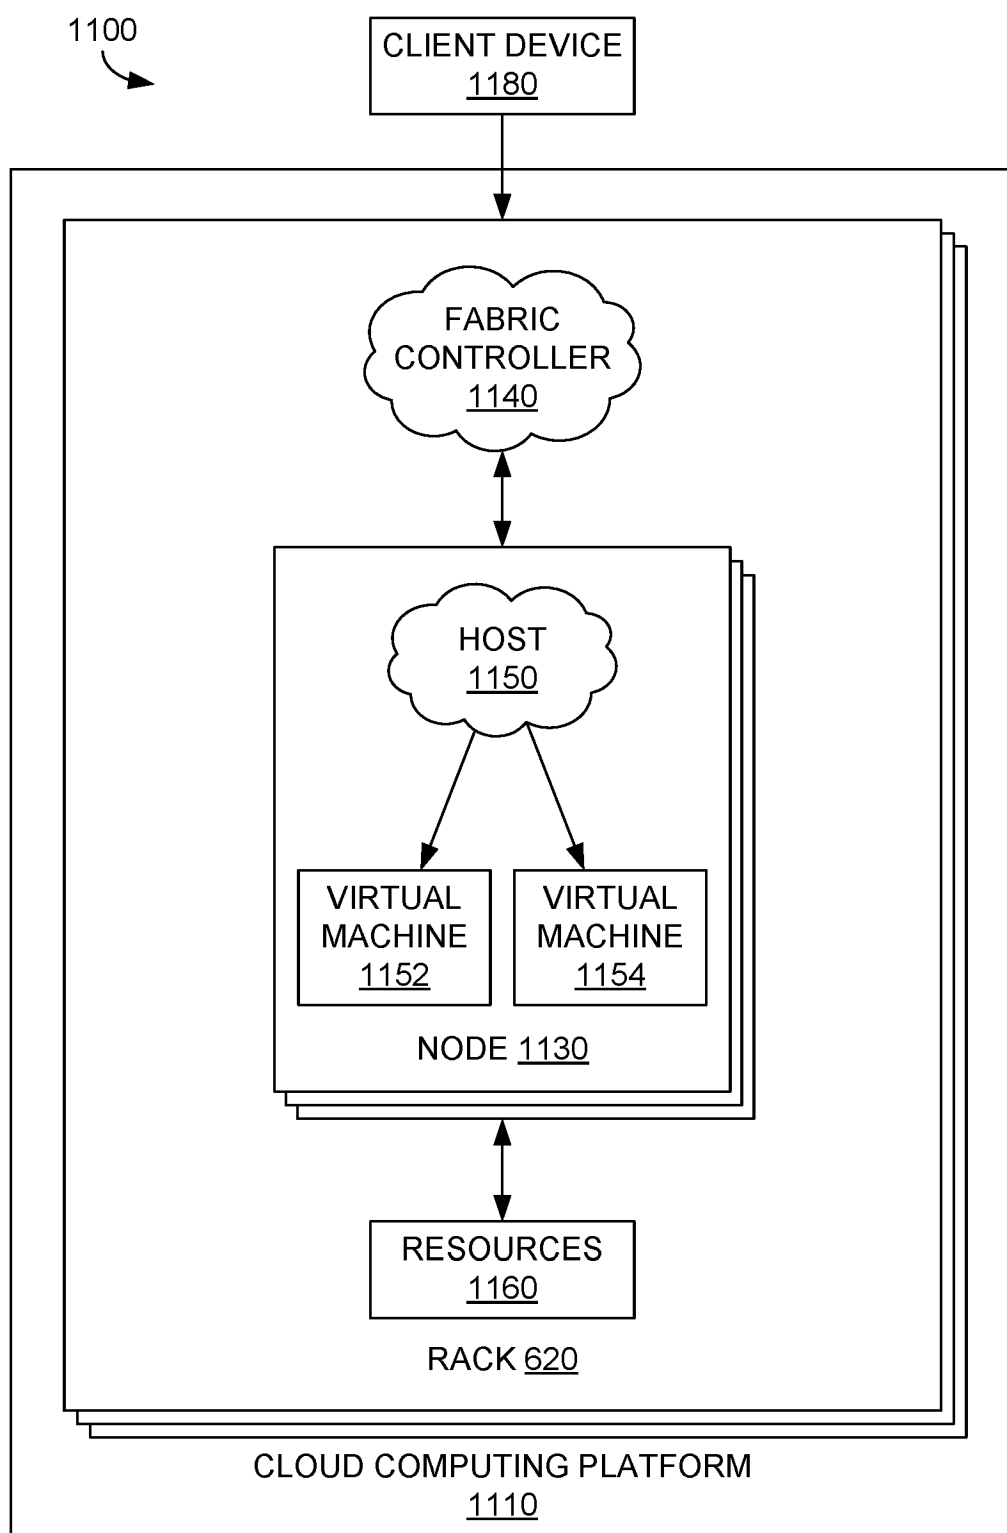 1100
CLIENT DEVICE
1180
FABRIC
CONTROLLER
1140
HOST
1150
VIRTUAL
MACHINE
1152
VIRTUAL
MACHINE
1154
NODE 1130
RESOURCES
1160
RACK 620
CLOUD COMPUTING PLATFORM
1110